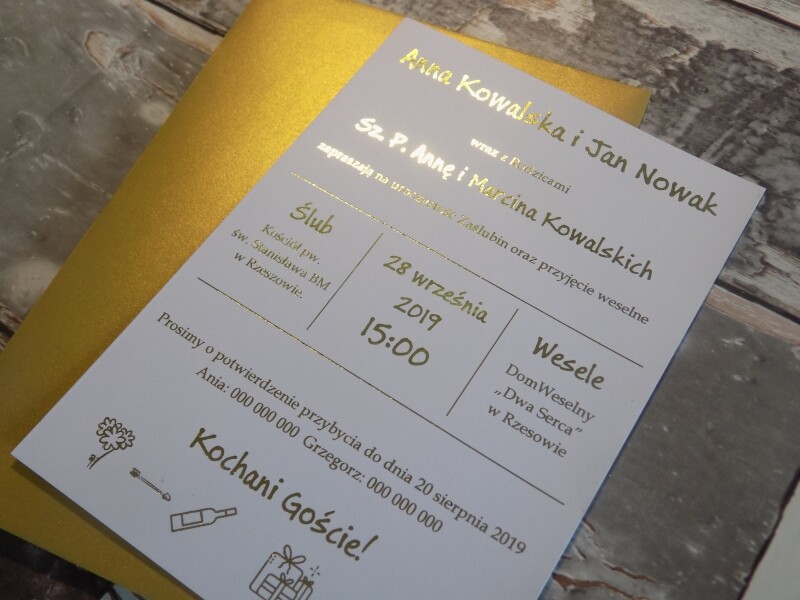 Anna Kowalska i Jan Nowak
wraz z Rodzicami
Sz. P. Annę i Marcina Kowalskich
zapraszają na uroczystość Zaślubin oraz przyjęcie weselne
Ślub
Kościół pw.
św. Stanisława BM
w Rzeszowie.
28 września
2019
15:00
Wesele
DomWeselny
„Dwa Serca"
w Rzesowie
Prosimy o potwierdzenie przybycia do dnia 20 sierpnia 2019
Ania: 000 000 000 Grzegorz: 000 000 000
Kochani Goście!